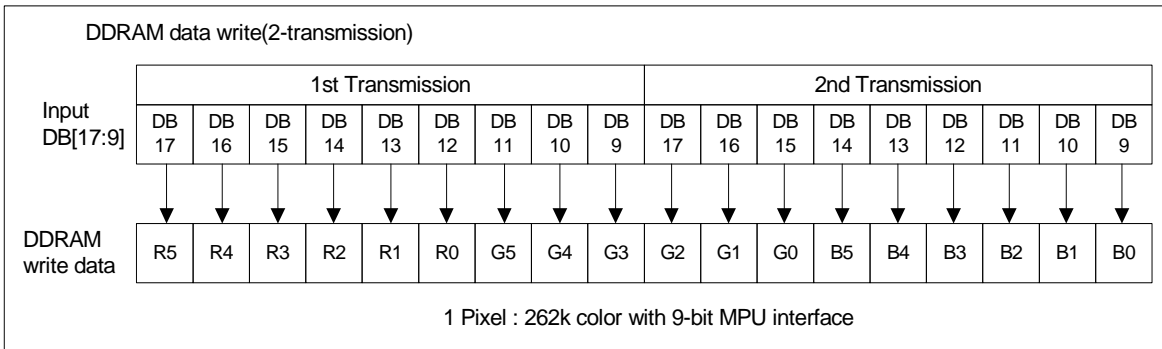 DDRAM data write(2-transmission)
1st Transmission 2nd Transmission
Input
DB[17:9]
DB DB DB DB DB DB DB DB DB DB DB DB DB DB DB DB DB DB
17 16 15 14 13 12 11 10 9 17 16 15 14 13 12 11 10 9
DDRAM
write data
R5 R4 R3 R2 R1 R0 G5 G4 G3 G2 G1 G0 B5 B4 B3 B2 B1 B0
1 Pixel : 262k color with 9-bit MPU interface